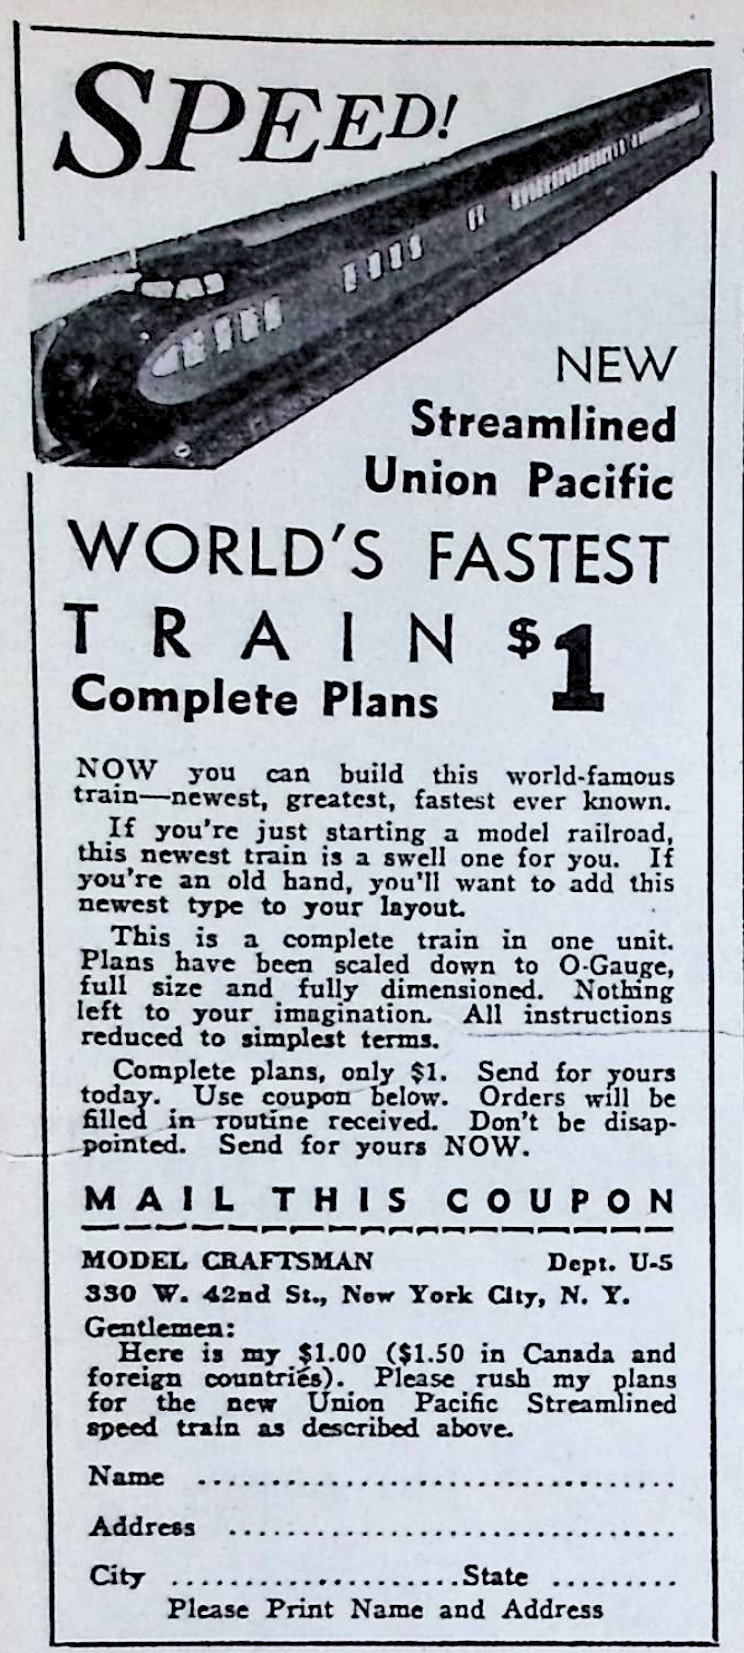 SPEED!
NEW
Streamlined
Union Pacific
WORLD'S FASTEST
TRAIN $1
Complete Plans
NOW you can build this world-famous
train—newest, greatest, fastest ever known.
If you're just starting a model railroad,
this newest train is a swell one for you. If
you're an old hand, you'll want to add this
newest type to your layout.
This is a complete train in one unit.
Plans have been scaled down to O-Gauge,
full size and fully dimensioned. Nothing
left to your imagination. All instructions
reduced to simplest terms.
Complete plans, only $1. Send for yours
today. Use coupon below. Orders will be
filled in routine received. Don't be disap-
pointed. Send for yours NOW.
MAIL THIS COUPON
MODEL CRAFTSMAN Dept. U-5
330 W. 42nd St., New York City, N. Y.
Gentlemen:
Here is my $1.00 ($1.50 in Canada and
foreign countries). Please rush my plans
for the new Union Pacific Streamlined
speed train as described above.
Name ................................
Address ..............................
City ....................State .........
Please Print Name and Address